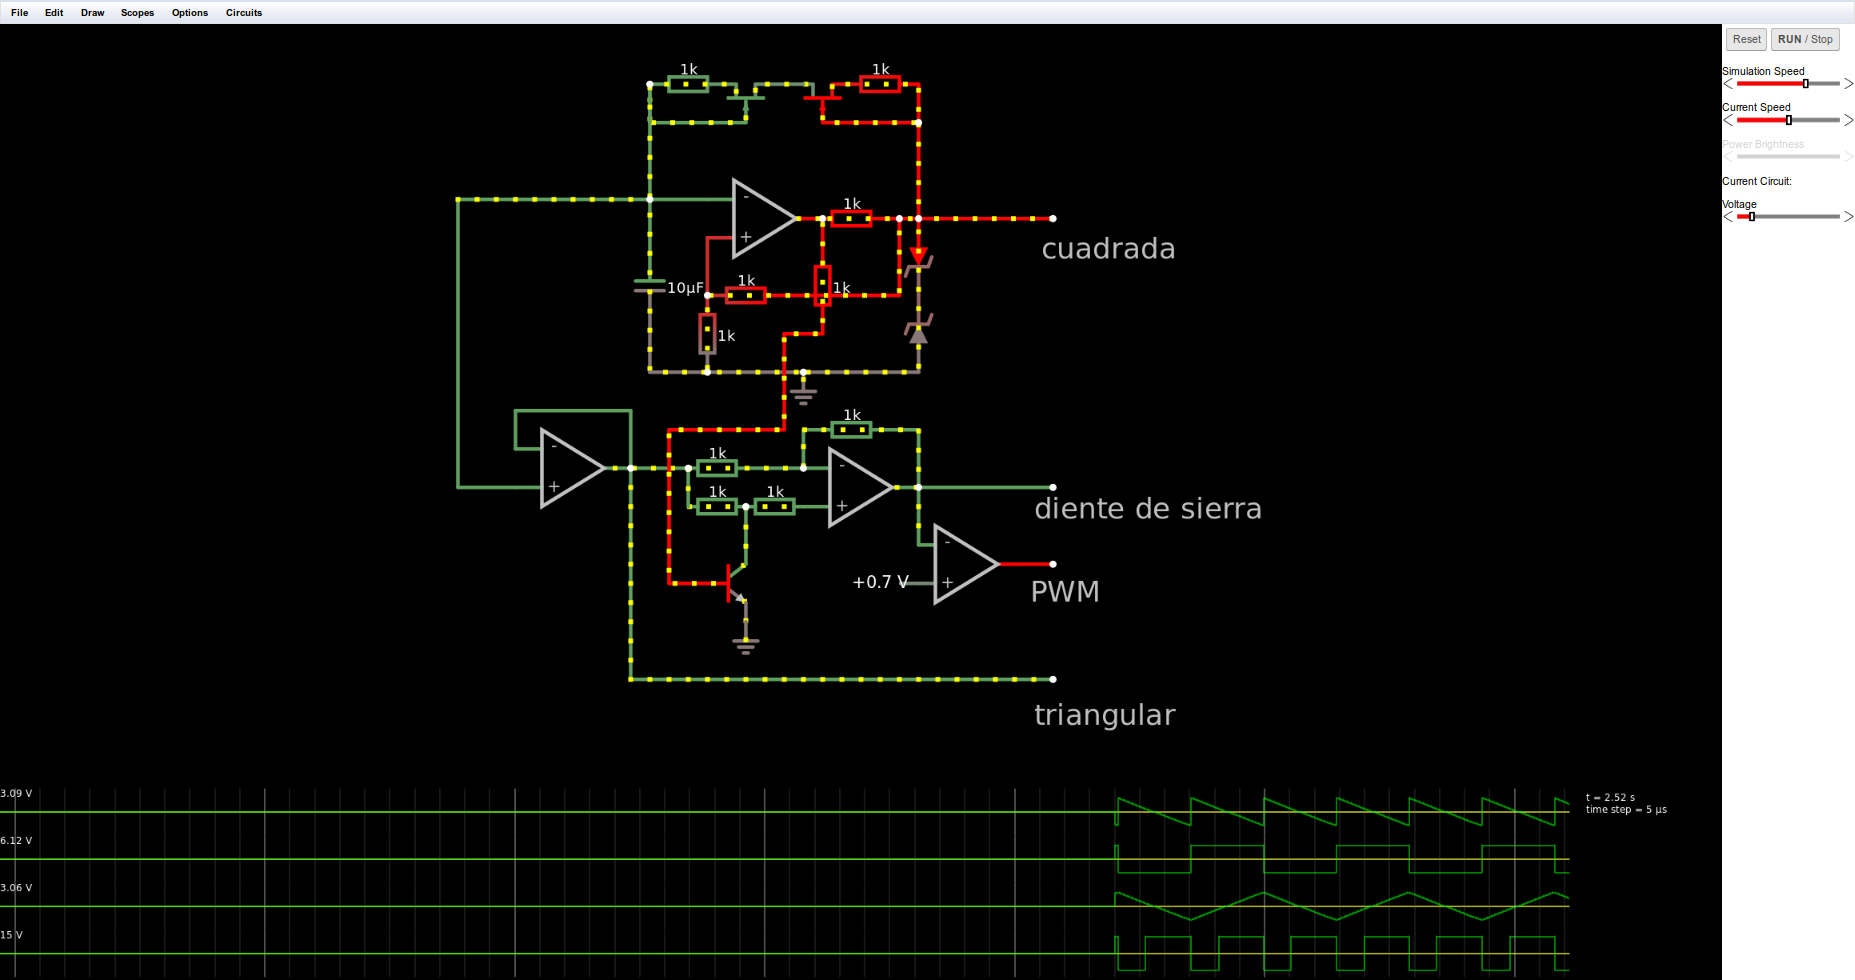 File Edit Draw Scopes Options Circuits
Reset RUN / Stop
Simulation Speed
Current Speed
Power Brightness
Current Circuit:
Voltage
1k 1k
- 1k
+
cuadrada
1k
10µF 1k
1k
1k
-
1k
- 
+ 1k 1k +
diente de sierra
-
+0.7 V +
PWM
triangular
3.09 V
6.12 V
3.06 V
15 V
t = 2.52 s
time step = 5 µs